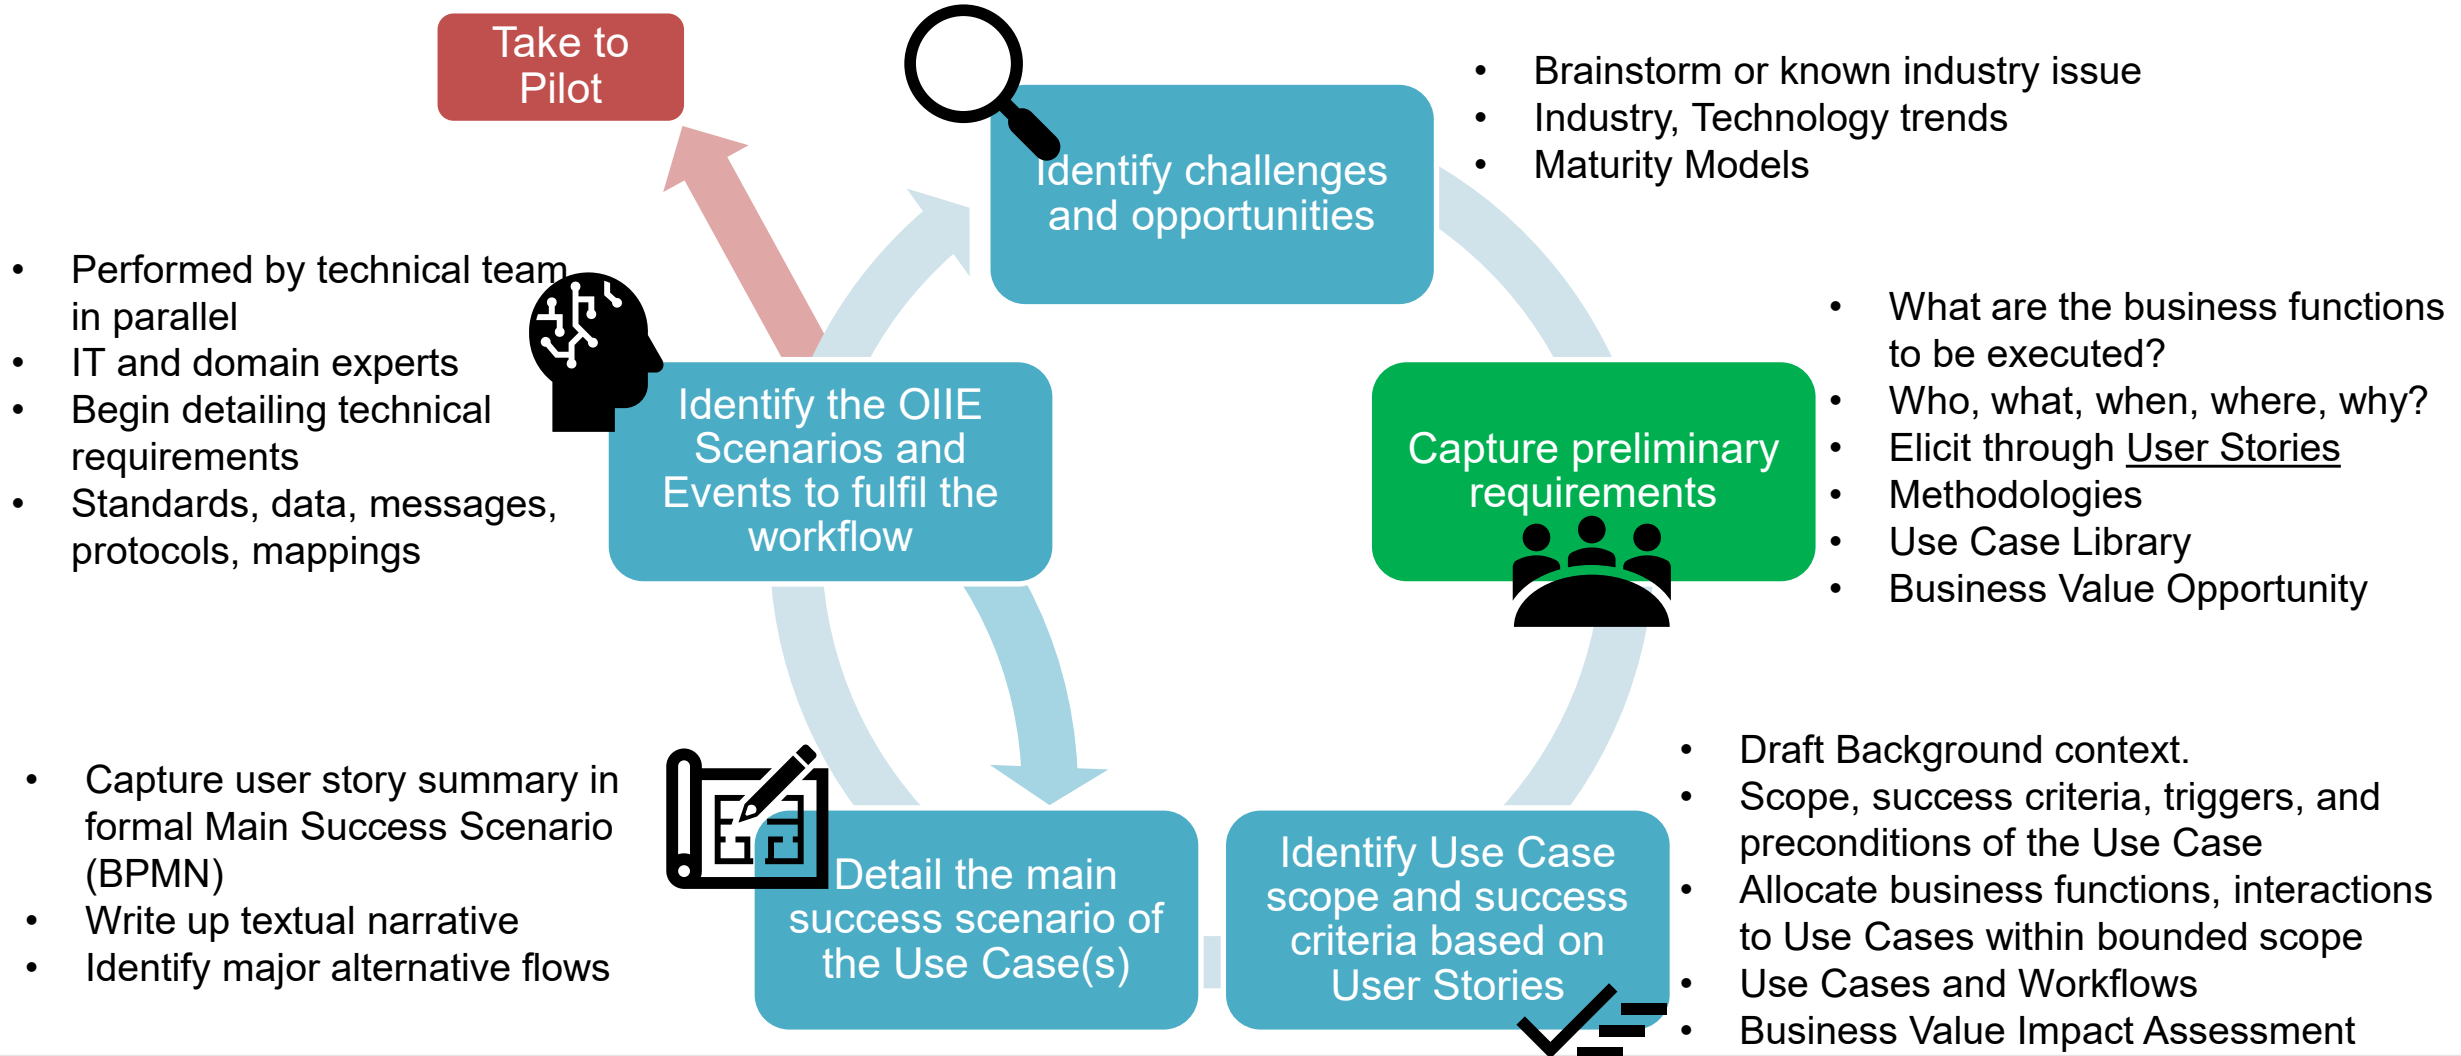 Take to
Pilot
Identify challenges
and opportunities
• Brainstorm or known industry issue
• Industry, Technology trends
• Maturity Models
Capture preliminary
requirements
• What are the business functions
to be executed?
• Who, what, when, where, why?
• Elicit through User Stories
• Methodologies
• Use Case Library
• Business Value Opportunity
Identify Use Case
scope and success
criteria based on
User Stories
• Draft Background context.
• Scope, success criteria, triggers, and
preconditions of the Use Case
• Allocate business functions, interactions
to Use Cases within bounded scope
• Use Cases and Workflows
• Business Value Impact Assessment
Detail the main
success scenario of
the Use Case(s)
• Capture user story summary in
formal Main Success Scenario
(BPMN)
• Write up textual narrative
• Identify major alternative flows
Identify the OIIE
Scenarios and
Events to fulfil the
workflow
• Performed by technical team
in parallel
• IT and domain experts
• Begin detailing technical
requirements
• Standards, data, messages,
protocols, mappings